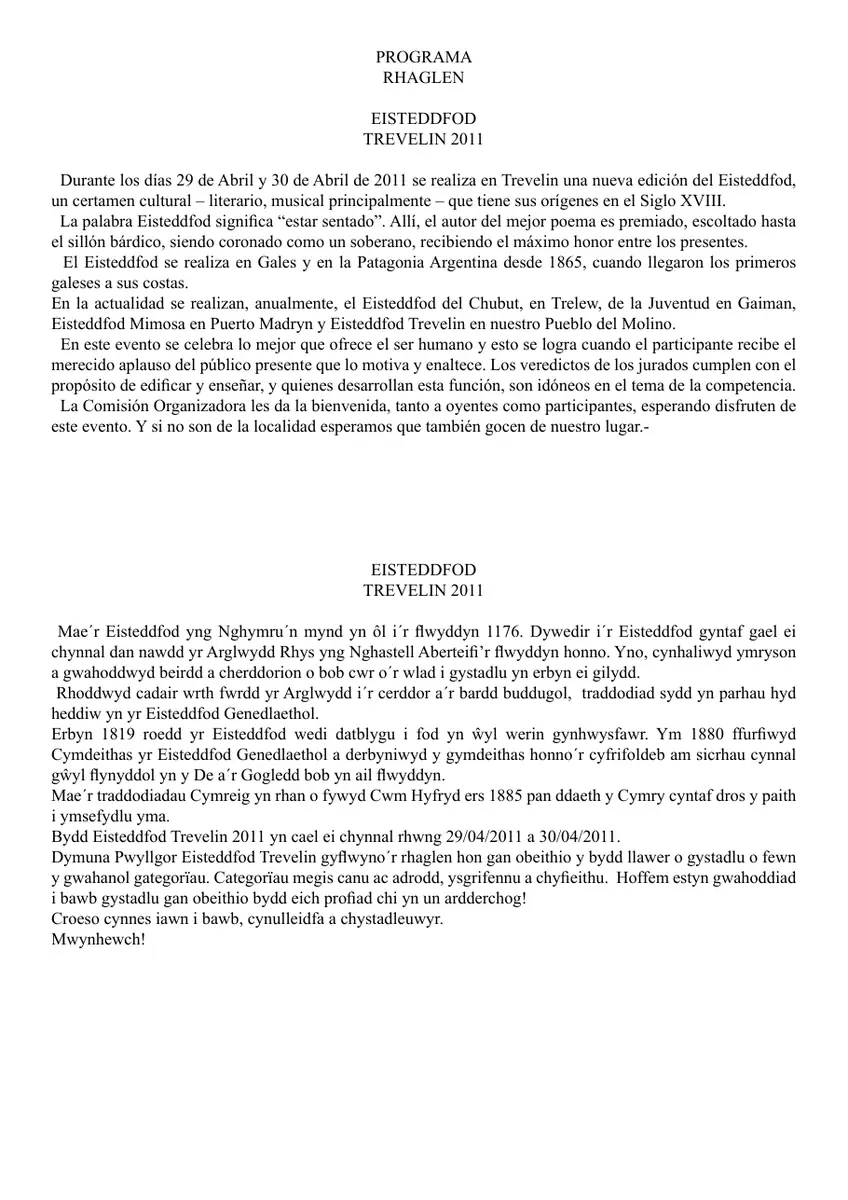 PROGRAMA
RHAGLEN
EISTEDDFOD
TREVELIN 2011
Durante los días 29 de Abril y 30 de Abril de 2011 se realiza en Trevelin una nueva edición del Eisteddfod,
un certamen cultural – literario, musical principalmente – que tiene sus orígenes en el Siglo XVIII.
La palabra Eisteddfod significa “estar sentado”. Allí, el autor del mejor poema es premiado, escoltado hasta
el sillón bárdico, siendo coronado como un soberano, recibiendo el máximo honor entre los presentes.
El Eisteddfod se realiza en Gales y en la Patagonia Argentina desde 1865, cuando llegaron los primeros
galeses a sus costas.
En la actualidad se realizan, anualmente, el Eisteddfod del Chubut, en Trelew, de la Juventud en Gaiman,
Eisteddfod Mimosa en Puerto Madryn y Eisteddfod Trevelin en nuestro Pueblo del Molino.
En este evento se celebra lo mejor que ofrece el ser humano y esto se logra cuando el participante recibe el
merecido aplauso del público presente que lo motiva y enaltece. Los veredictos de los jurados cumplen con el
propósito de edificar y enseñar, y quienes desarrollan esta función, son idóneos en el tema de la competencia.
La Comisión Organizadora les da la bienvenida, tanto a oyentes como participantes, esperando disfruten de
este evento. Y si no son de la localidad esperamos que también gocen de nuestro lugar.-
EISTEDDFOD
TREVELIN 2011
Mae´r Eisteddfod yng Nghymru´n mynd yn ôl i´r flwyddyn 1176. Dywedir i´r Eisteddfod gyntaf gael ei
chynnal dan nawdd yr Arglwydd Rhys yng Nghastell Aberteifi’r flwyddyn honno. Yno, cynhaliwyd ymryson
a gwahoddwyd beirdd a cherddorion o bob cwr o´r wlad i gystadlu yn erbyn ei gilydd.
Rhoddwyd cadair wrth fwrdd yr Arglwydd i´r cerddor a´r bardd buddugol, traddodiad sydd yn parhau hyd
heddiw yn yr Eisteddfod Genedlaethol.
Erbyn 1819 roedd yr Eisteddfod wedi datblygu i fod yn ŵyl werin gynhwysfawr. Ym 1880 ffurfiwyd
Cymdeithas yr Eisteddfod Genedlaethol a derbyniwyd y gymdeithas honno´r cyfrifoldeb am sicrhau cynnal
gŵyl flynyddol yn y De a´r Gogledd bob yn ail flwyddyn.
Mae´r traddodiadau Cymreig yn rhan o fywyd Cwm Hyfryd ers 1885 pan ddaeth y Cymry cyntaf dros y paith
i ymsefydlu yma.
Bydd Eisteddfod Trevelin 2011 yn cael ei chynnal rhwng 29/04/2011 a 30/04/2011.
Dymuna Pwyllgor Eisteddfod Trevelin gyflwyno´r rhaglen hon gan obeithio y bydd llawer o gystadlu o fewn
y gwahanol gategorïau. Categorïau megis canu ac adrodd, ysgrifennu a chyfieithu. Hoffem estyn gwahoddiad
i bawb gystadlu gan obeithio bydd eich profiad chi yn un ardderchog!
Croeso cynnes iawn i bawb, cynulleidfa a chystadleuwyr.
Mwynhewch!